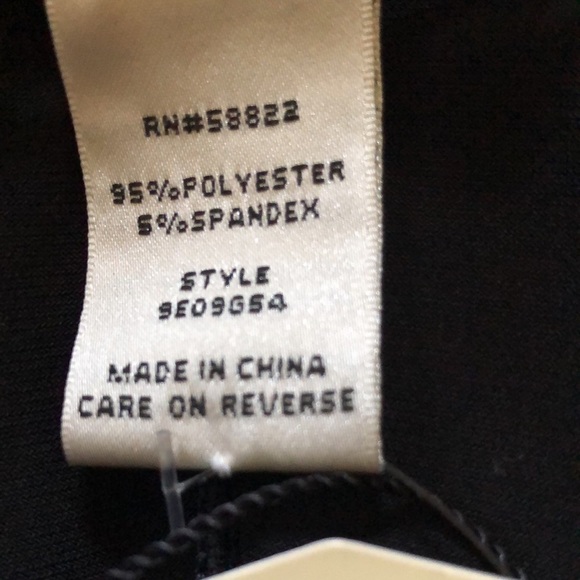 RN#58822
95%POLYESTER
5%SPANDEX
STYLE
9E09G54
MADE IN CHINA
CARE ON REVERSE